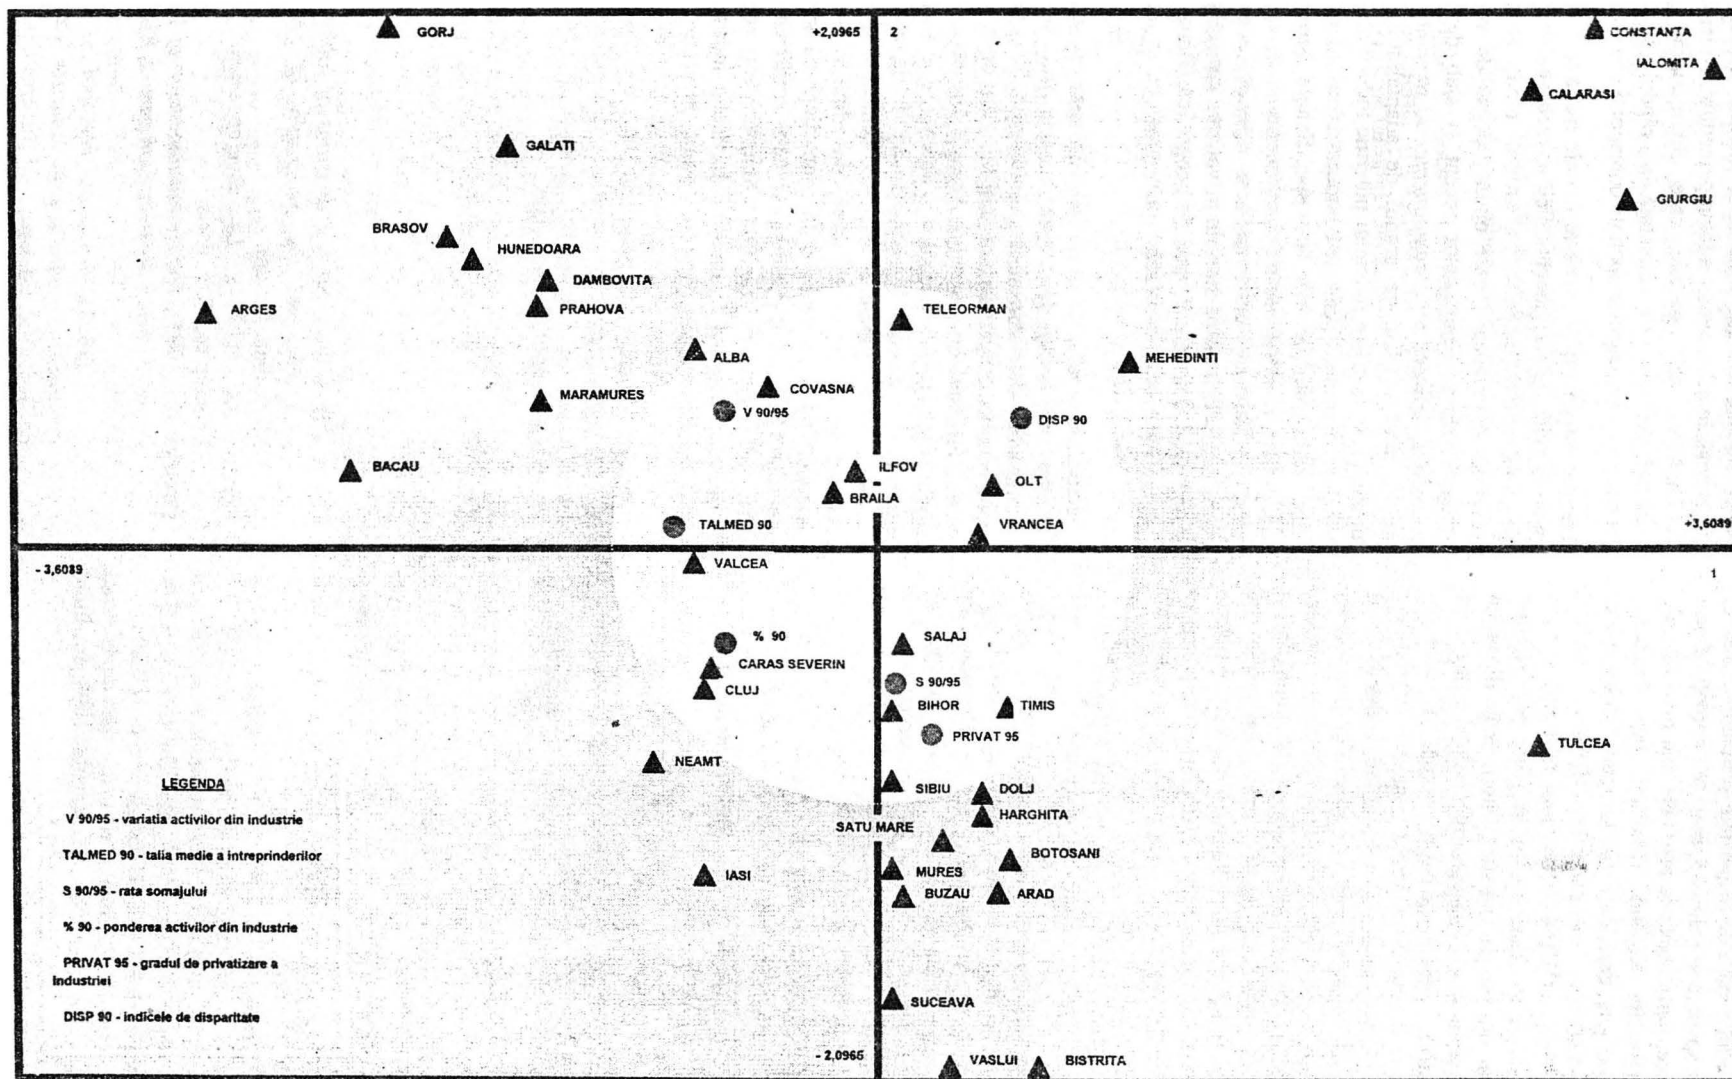 GORJ
+2,0965
2
CONSTANTA
IALOMITA
CALARASI
GALATI
GIURGIU
BRASOV
HUNEDOARA
DAMBOVITA
ARGES
PRAHOVA
TELEORMAN
ALBA
MEHEDINTI
COVASNA
MARAMURES
V 90/95
DISP 90
BACAU
ILFOV
OLT
BRAILA
TALMED 90
VRANCEA
+3,6089
- 3,6089
VALCEA
1
% 90
SALAJ
CARAS SEVERIN
S 90/95
CLUJ
BIHOR
TIMIS
PRIVAT 95
TULCEA
NEAMT
SIBIU
DOLJ
HARGHITA
SATU MARE
BOTOSANI
MURES
IASI
BUZAU
ARAD
SUCEAVA
- 2,0965
VASLUI
BISTRITA
LEGENDA
V 90/95 - variatia activilor din industrie
TALMED 90 - talia medie a intreprinderilor
S 90/95 - rata somajului
% 90 - ponderea activilor din industrie
PRIVAT 95 - gradul de privatizare a
industriei
DISP 90 - indicele de disparitate